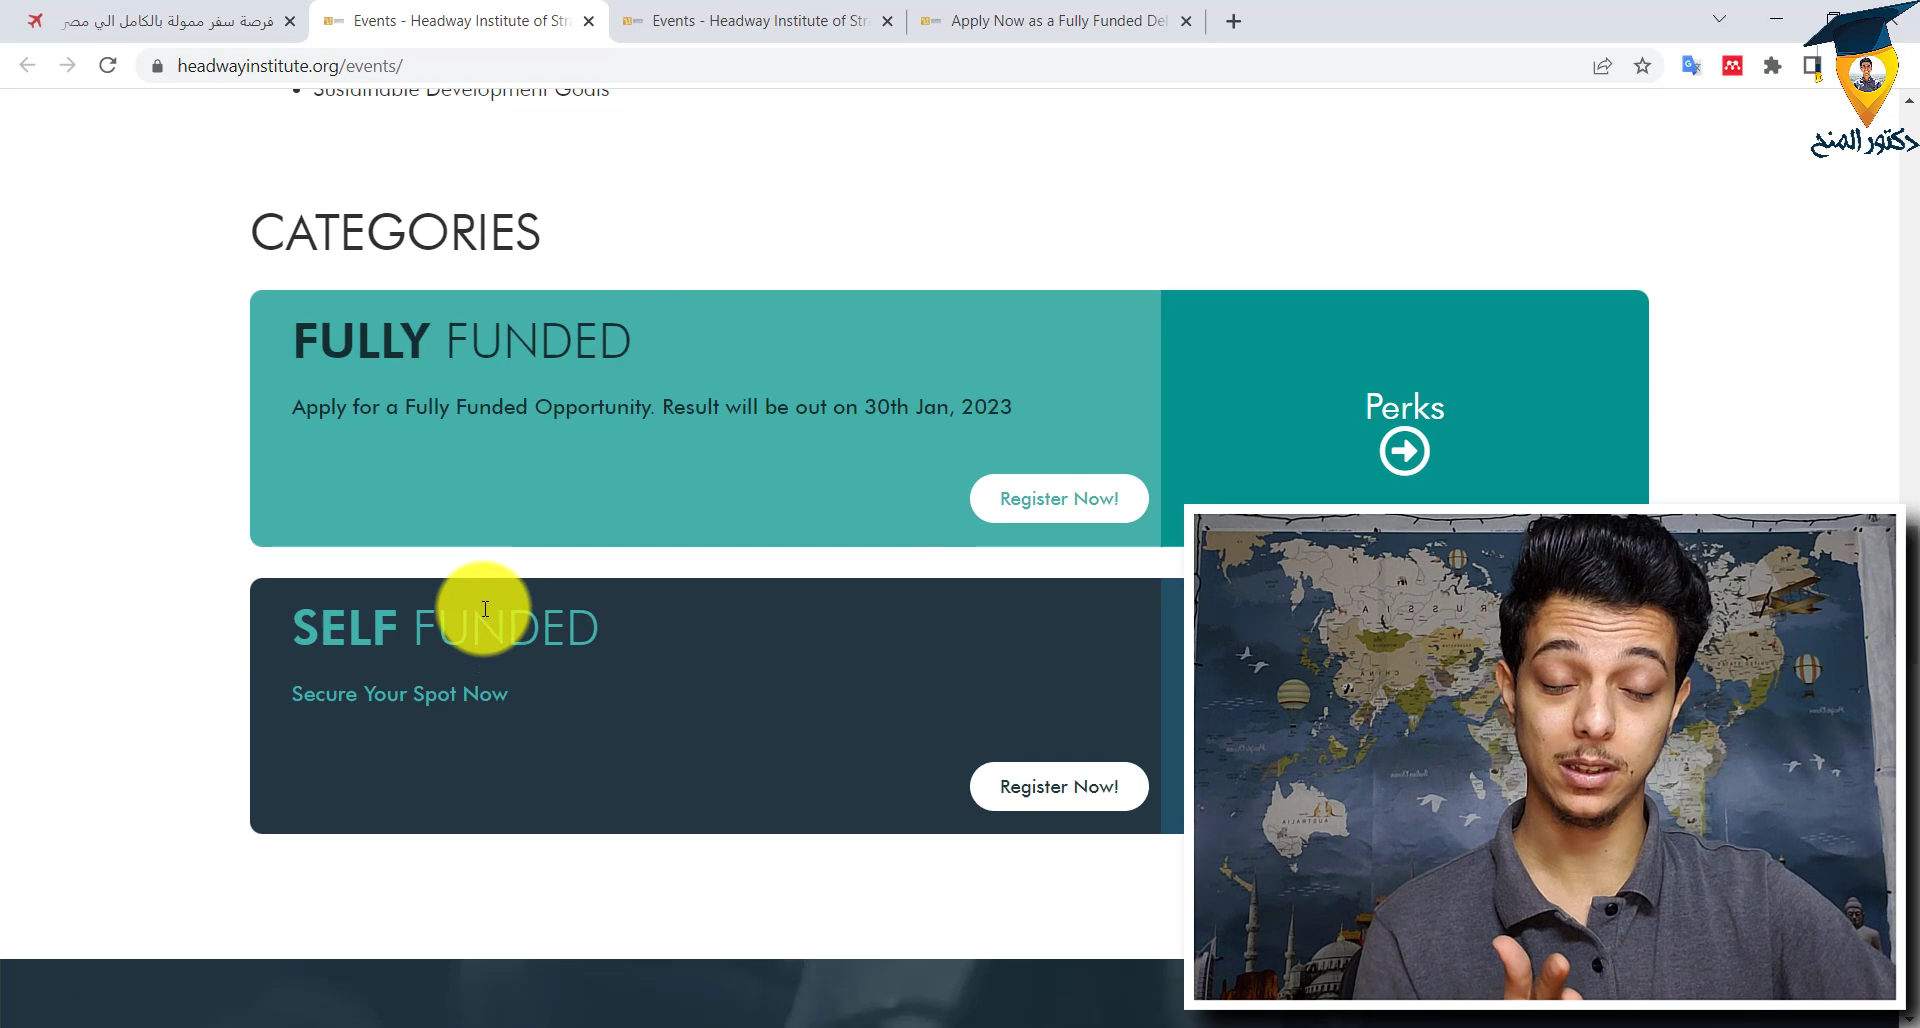 فرصة سفر ممولة بالكامل الي مصر
Events - Headway Institute of Str
Events - Headway Institute of Str
Apply Now as a Fully Funded Del
headwayinstitute.org/events/
دكتور المنح
Sustainable Development Goals
CATEGORIES
FULLY FUNDED
Apply for a Fully Funded Opportunity. Result will be out on 30th Jan, 2023
Perks
Register Now!
SELF FUNDED
Secure Your Spot Now
Register Now!
RUSSIA
CHINA
AUSTRALIA